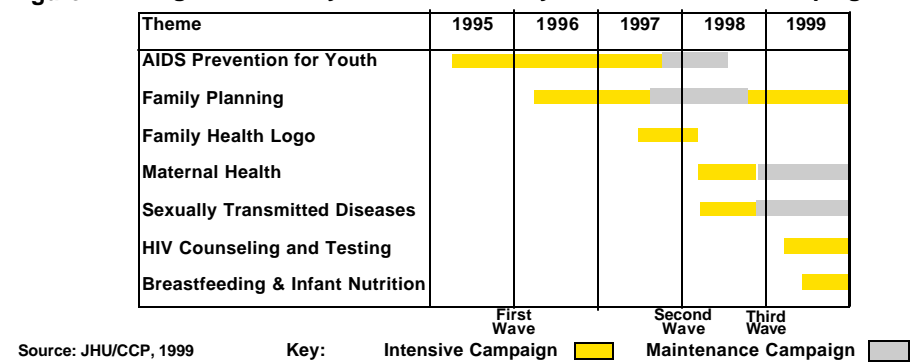 Theme 1995 1996 1997 1998 1999
AIDS Prevention for Youth
Family Planning
Family Health Logo
Maternal Health
Sexually Transmitted Diseases
HIV Counseling and Testing
Breastfeeding & Infant Nutrition
First Wave
Second Wave
Third Wave
Source: JHU/CCP, 1999 Key: Intensive Campaign Maintenance Campaign